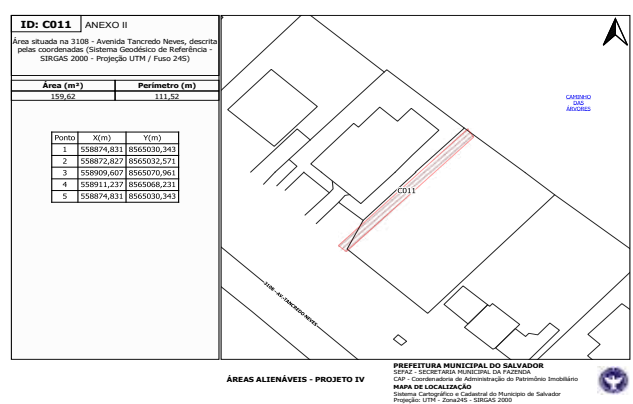 ID: C011 ANEXO II
Área situada na 3108 - Avenida Tancredo Neves, descrita
pelas coordenadas (Sistema Geodésico de Referência -
SIRGAS 2000 - Projeção UTM / Fuso 24S)
Área (m²) Perímetro (m)
159,62 111,52
Ponto X(m) Y(m)
1 558874,831 8565030,343
2 558872,827 8565032,571
3 558909,607 8565070,961
4 558911,237 8565068,231
5 558874,831 8565030,343
CAMINHO
DAS
ÁRVORES
C011
3108 - AV. TANCREDO NEVES
ÁREAS ALIENÁVEIS - PROJETO IV
PREFEITURA MUNICIPAL DO SALVADOR
SEFAZ - SECRETARIA MUNICIPAL DA FAZENDA
CAP - Coordenadoria de Administração do Patrimônio Imobiliário
MAPA DE LOCALIZAÇÃO
Sistema Cartográfico e Cadastral do Município de Salvador
Projeção: UTM - Zona24S - SIRGAS 2000